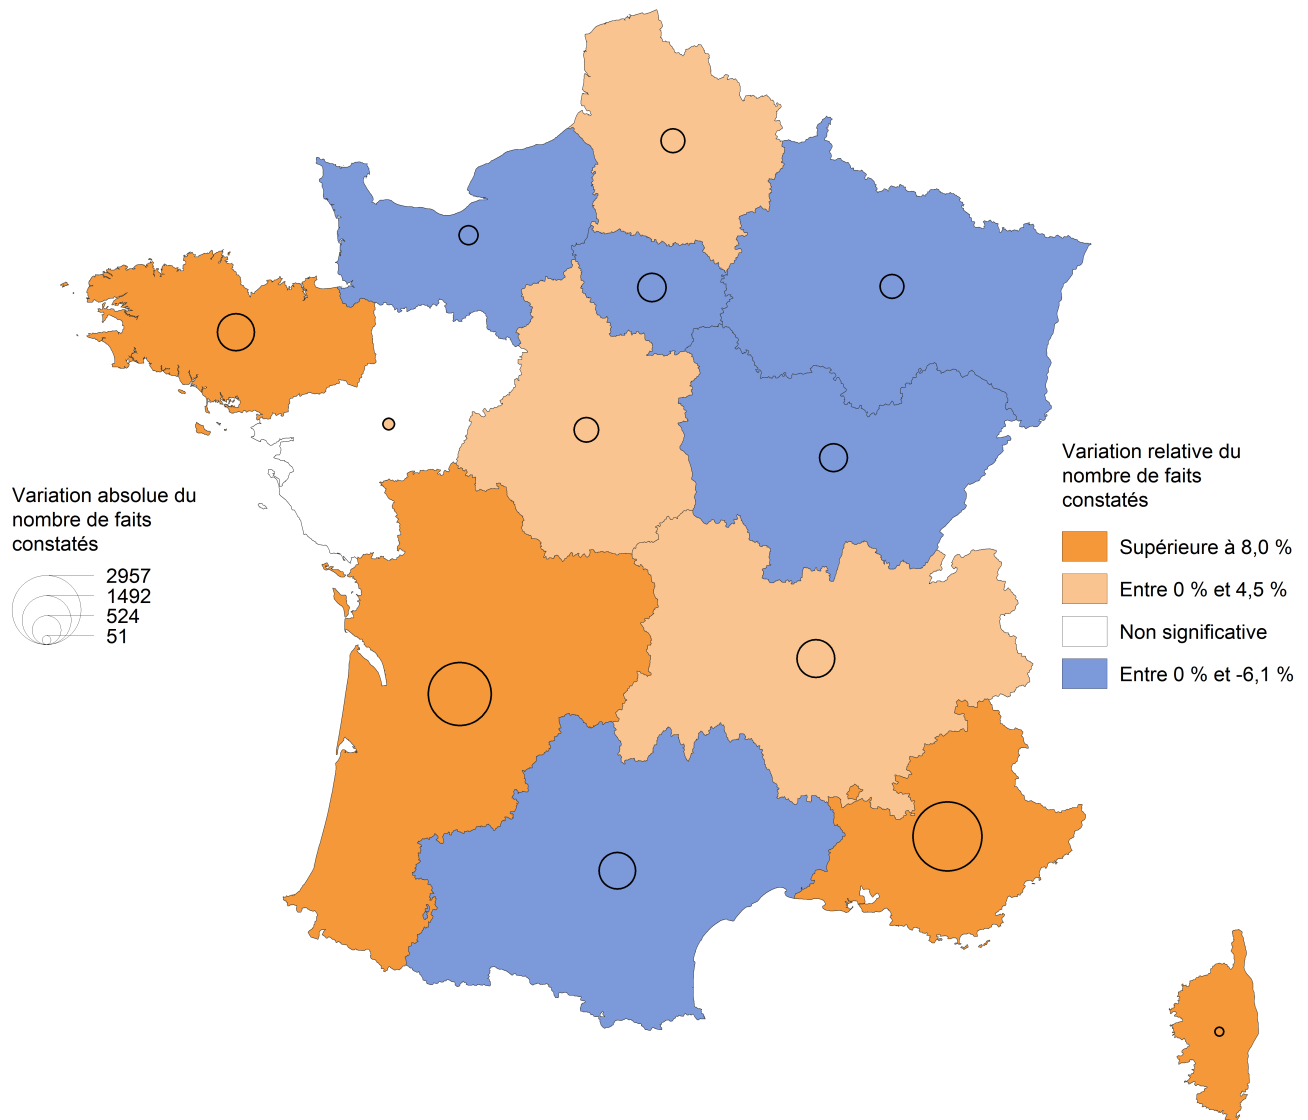 Variation absolue du
nombre de faits
constatés
2957
1492
524
51
Variation relative du
nombre de faits
constatés
Supérieure à 8,0 %
Entre 0 % et 4,5 %
Non significative
Entre 0 % et -6,1 %